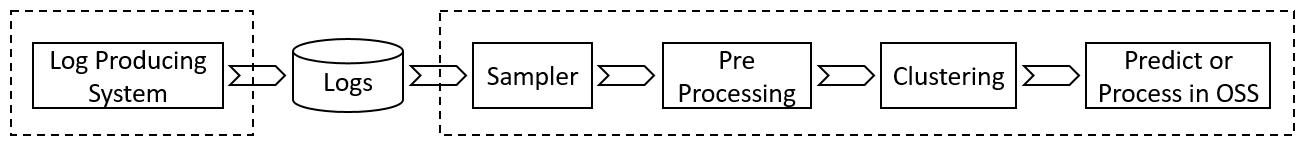 Log Producing
System
Logs
Sampler
Pre
Processing
Clustering
Predict or
Process in OSS